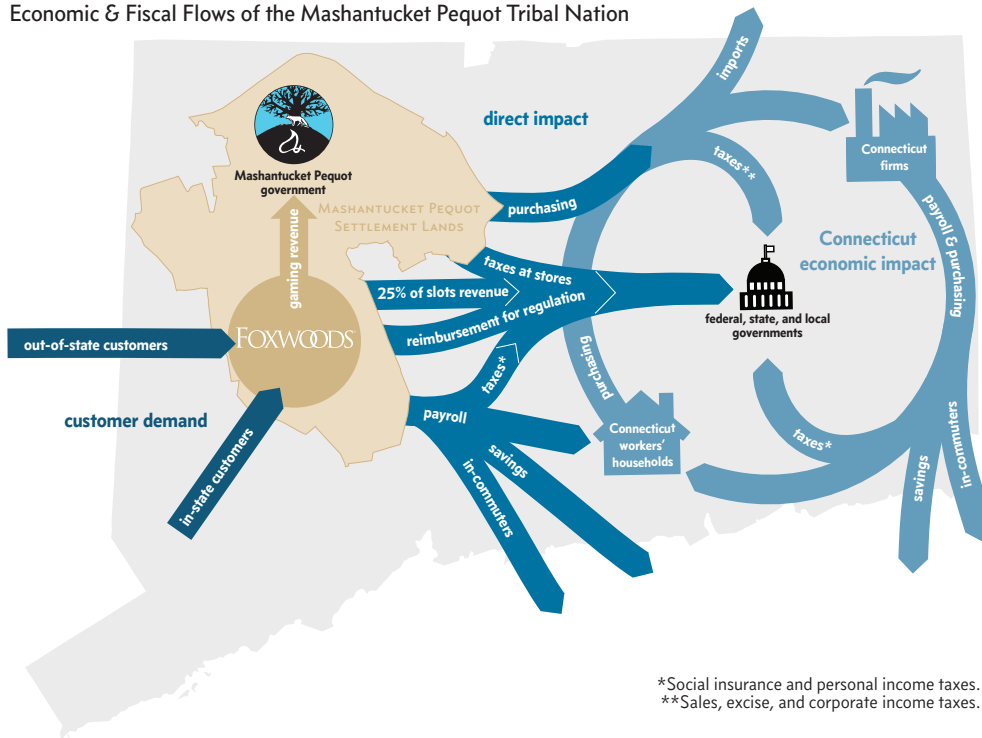 Economic & Fiscal Flows of the Mashantucket Pequot Tribal Nation
imports
direct impact
Connecticut
firms
taxes**
Mashantucket Pequot
government
purchasing
Mashantucket Pequot
Settlement Lands
gaming revenue
payroll & purchasing
Connecticut
economic impact
taxes at stores
25% of slots revenue
reimbursement for regulation
federal, state, and local
governments
FOXWOODS
out-of-state customers
taxes*
purchasing
customer demand
payroll
Connecticut
workers'
households
taxes*
in-state customers
savings
in-commuters
savings
in-commuters
*Social insurance and personal income taxes.
**Sales, excise, and corporate income taxes.